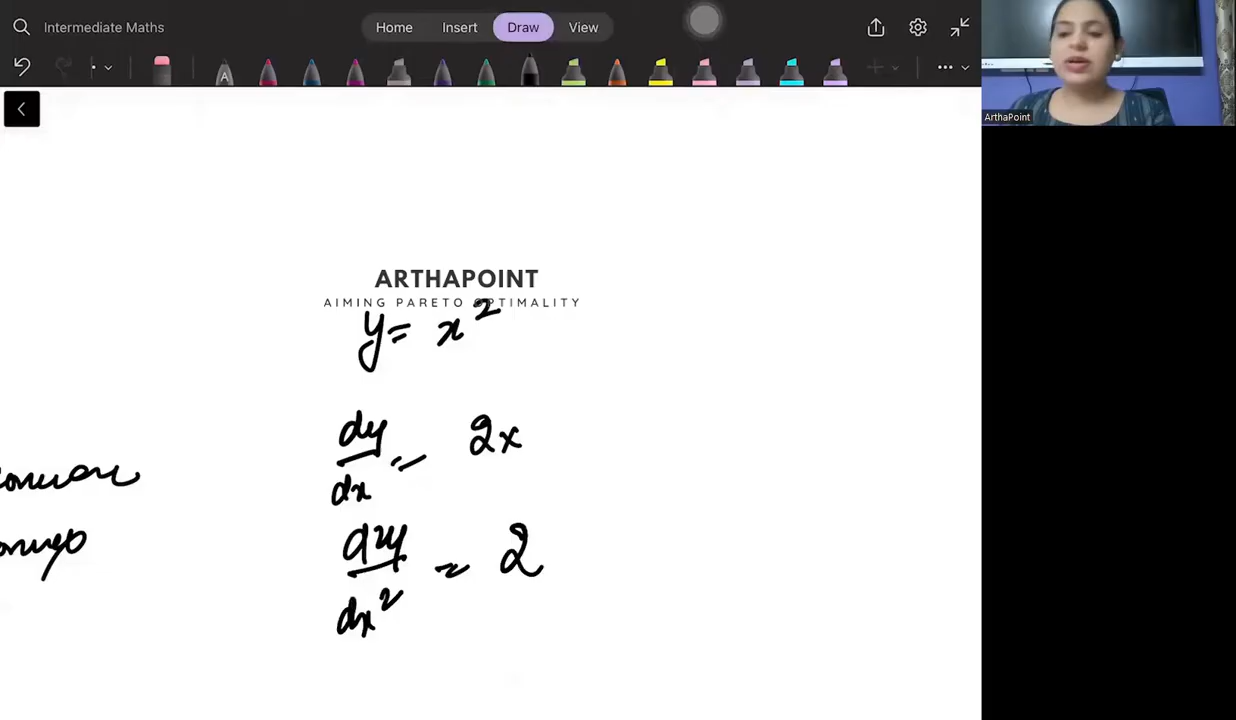 Intermediate Maths
Home Insert Draw View
A
ArthaPoint
ARTHAPOINT
AIMING PARETO OPTIMALITY
y = x²
dy/dx = 2x
d²y/dx² = 2